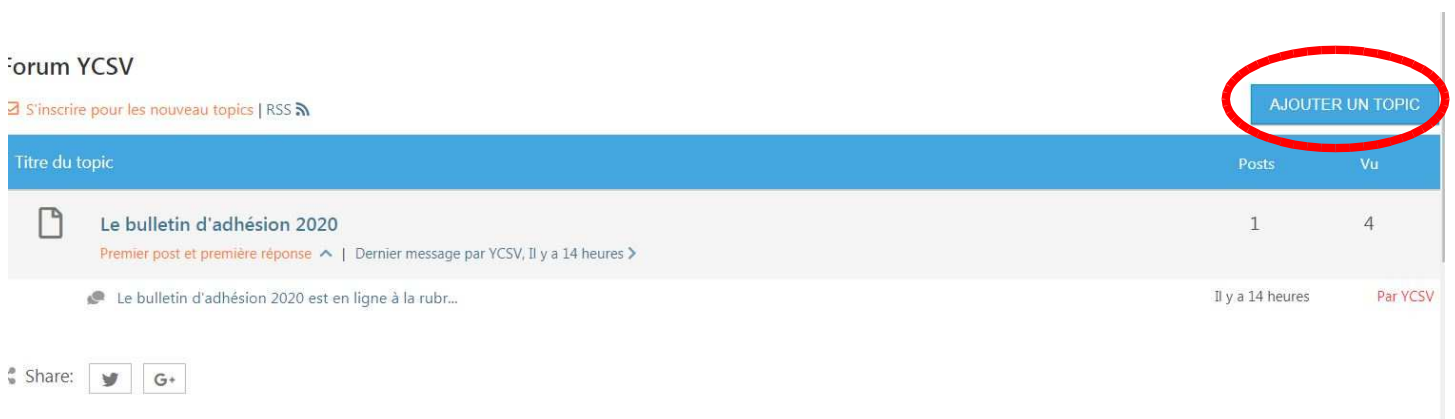 Forum YCSV
S'inscrire pour les nouveau topics | RSS
AJOUTER UN TOPIC
Titre du topic Posts Vu
Le bulletin d'adhésion 2020 1 4
Premier post et première réponse | Dernier message par YCSV, Il y a 14 heures
Le bulletin d'adhésion 2020 est en ligne à la rubr... Il y a 14 heures Par YCSV
Share: G+